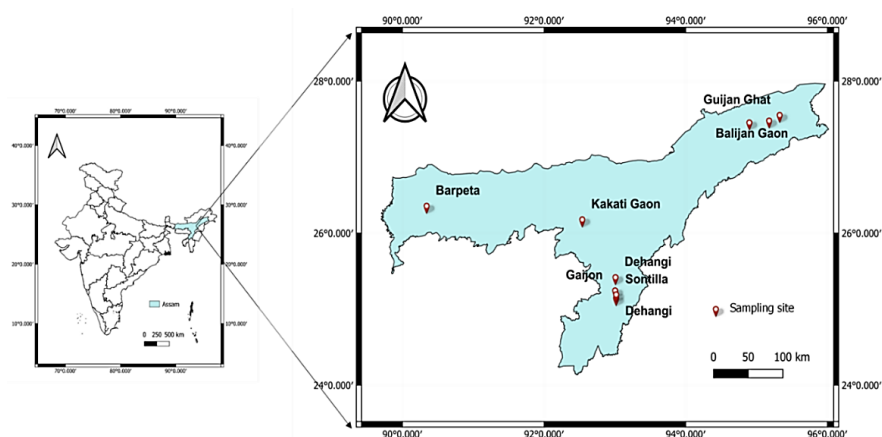 70°0.000' 80°0.000' 90°0.000'
40°0.000' 40°0.000'
30°0.000' 30°0.000'
20°0.000' 20°0.000'
10°0.000' 10°0.000'
Assam
0 250 500 km
70°0.000' 80°0.000' 90°0.000'
90°0.000' 92°0.000' 94°0.000' 96°0.000'
28°0.000' 28°0.000'
Guijan Ghat
Balijan Gaon
Barpeta
Kakati Gaon
26°0.000' 26°0.000'
Dehangi
Gaijon Sontilla
Dehangi
Sampling site
0 50 100 km
24°0.000' 24°0.000'
90°0.000' 92°0.000' 94°0.000' 96°0.000'